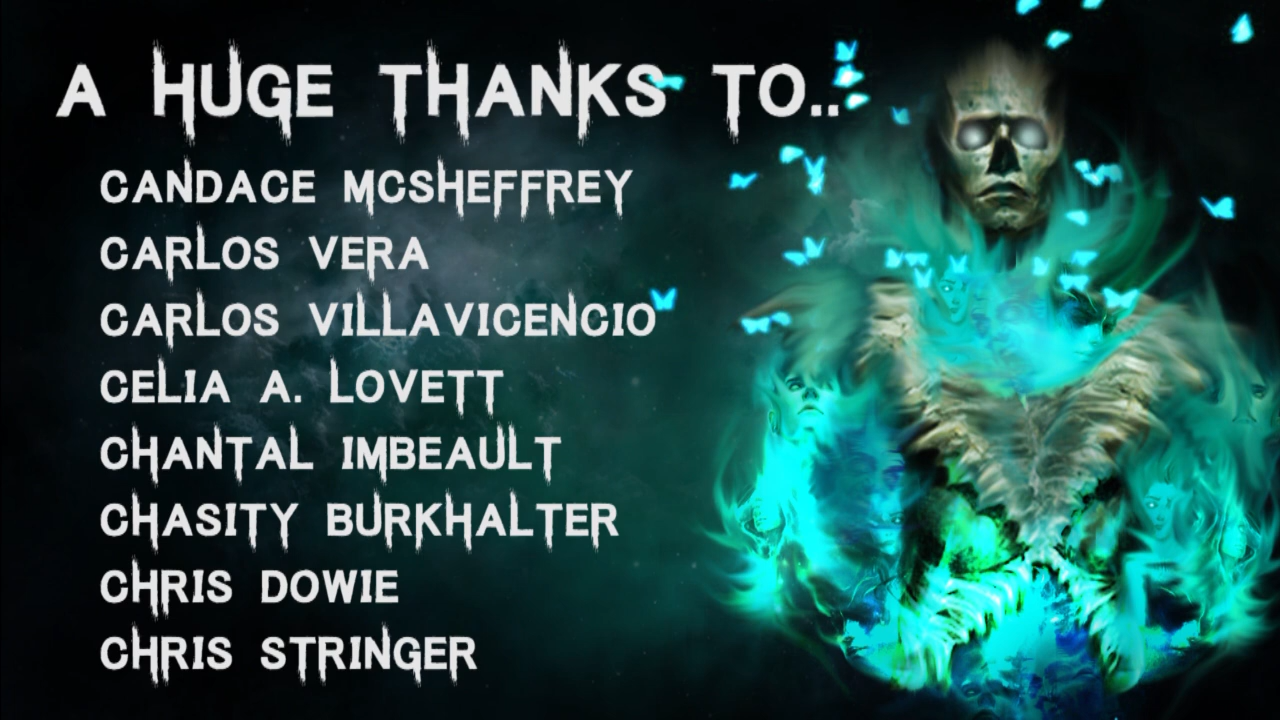 A HUGE THANKS TO..
CANDACE MCSHEFFREY
CARLOS VERA
CARLOS VILLAVICENCIO
CELIA A. LOVETT
CHANTAL IMBEAULT
CHASITY BURKHALTER
CHRIS DOWIE
CHRIS STRINGER